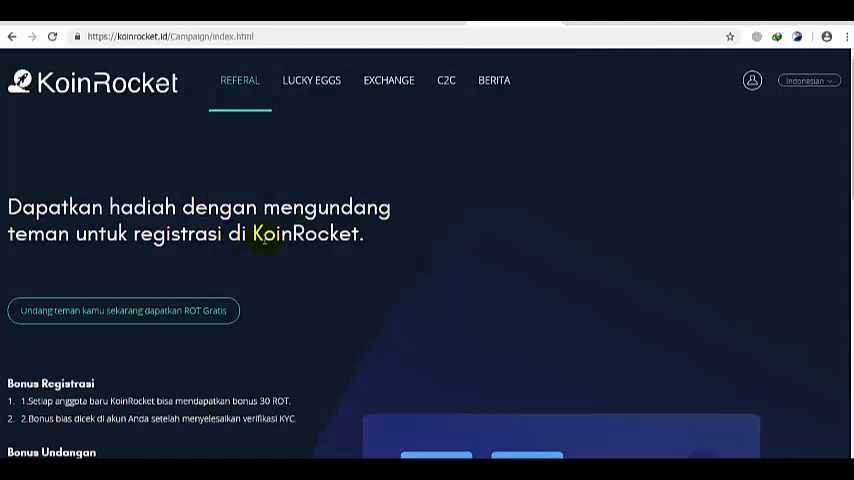 https://koinrocket.id/Campaign/index.html
KoinRocket
REFERAL
LUCKY EGGS
EXCHANGE
C2C
BERITA
Indonesian
Dapatkan hadiah dengan mengundang
teman untuk registrasi di KoinRocket.
Undang teman kamu sekarang dapatkan ROT Gratis
Bonus Registrasi
1. 1.Setiap anggota baru KoinRocket bisa mendapatkan bonus 30 ROT.
2. 2.Bonus bias dicek di akun Anda setelah menyelesaikan verifikasi KYC.
Bonus Undangan